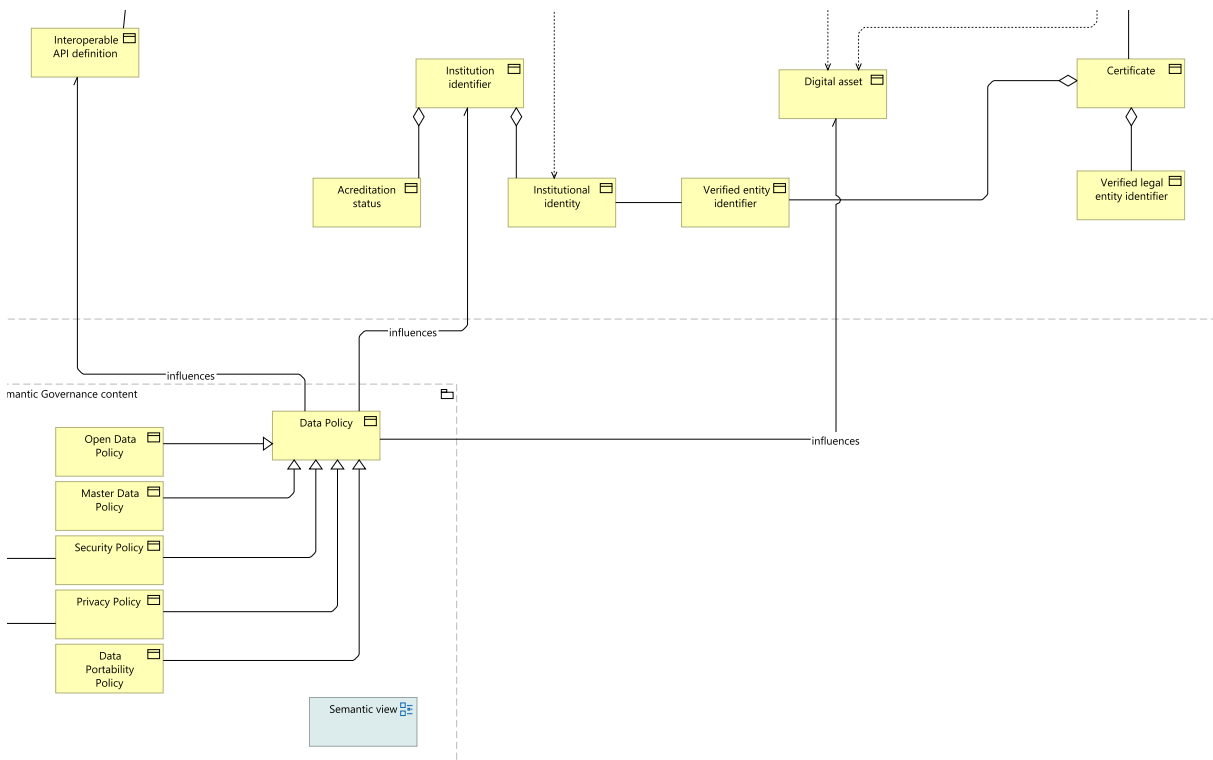 Interoperable
API definition
Institution
identifier
Digital asset
Certificate
Acreditation
status
Institutional
identity
Verified entity
identifier
Verified legal
entity identifier
influences
influences
mantic Governance content
Data Policy
influences
Open Data
Policy
Master Data
Policy
Security Policy
Privacy Policy
Data
Portability
Policy
Semantic view